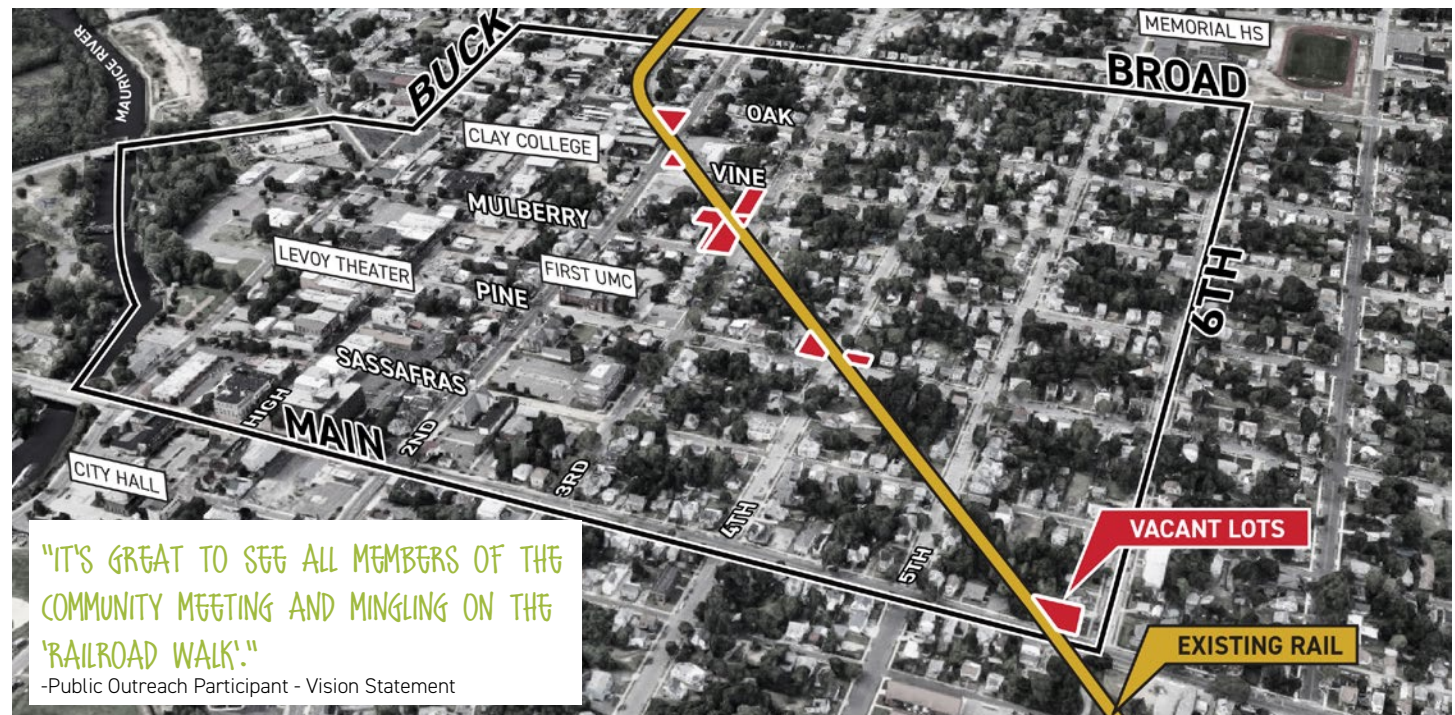 MAURICE RIVER
BUCK
MEMORIAL HS
BROAD
OAK
CLAY COLLEGE
VINE
MULBERRY
LEVOY THEATER
FIRST UMC
PINE
6TH
SASSAFRAS
HIGH
MAIN
2ND
3RD
CITY HALL
4TH
5TH
VACANT LOTS
EXISTING RAIL
"IT'S GREAT TO SEE ALL MEMBERS OF THE
COMMUNITY MEETING AND MINGLING ON THE
'RAILROAD WALK'."
-Public Outreach Participant - Vision Statement